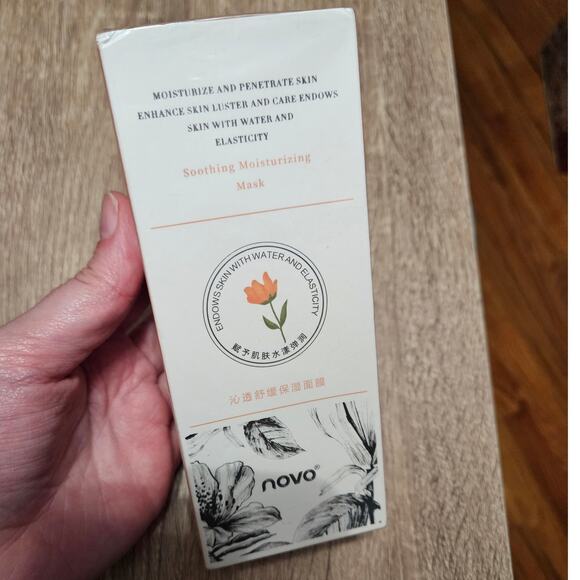 MOISTURIZE AND PENETRATE SKIN
ENHANCE SKIN LUSTER AND CARE ENDOWS
SKIN WITH WATER AND
ELASTICITY
Soothing Moisturizing
Mask
ENDOWS SKIN WITH WATER AND ELASTICITY
赋予肌肤水漾弹润
沁透舒缓保湿面膜
novo®